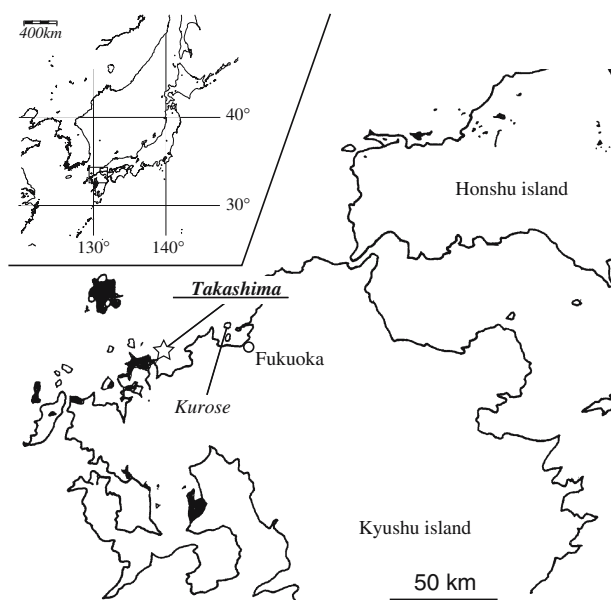 400km
40°
30°
130° 140°
Honshu island
Takashima
Fukuoka
Kurose
Kyushu island
50 km